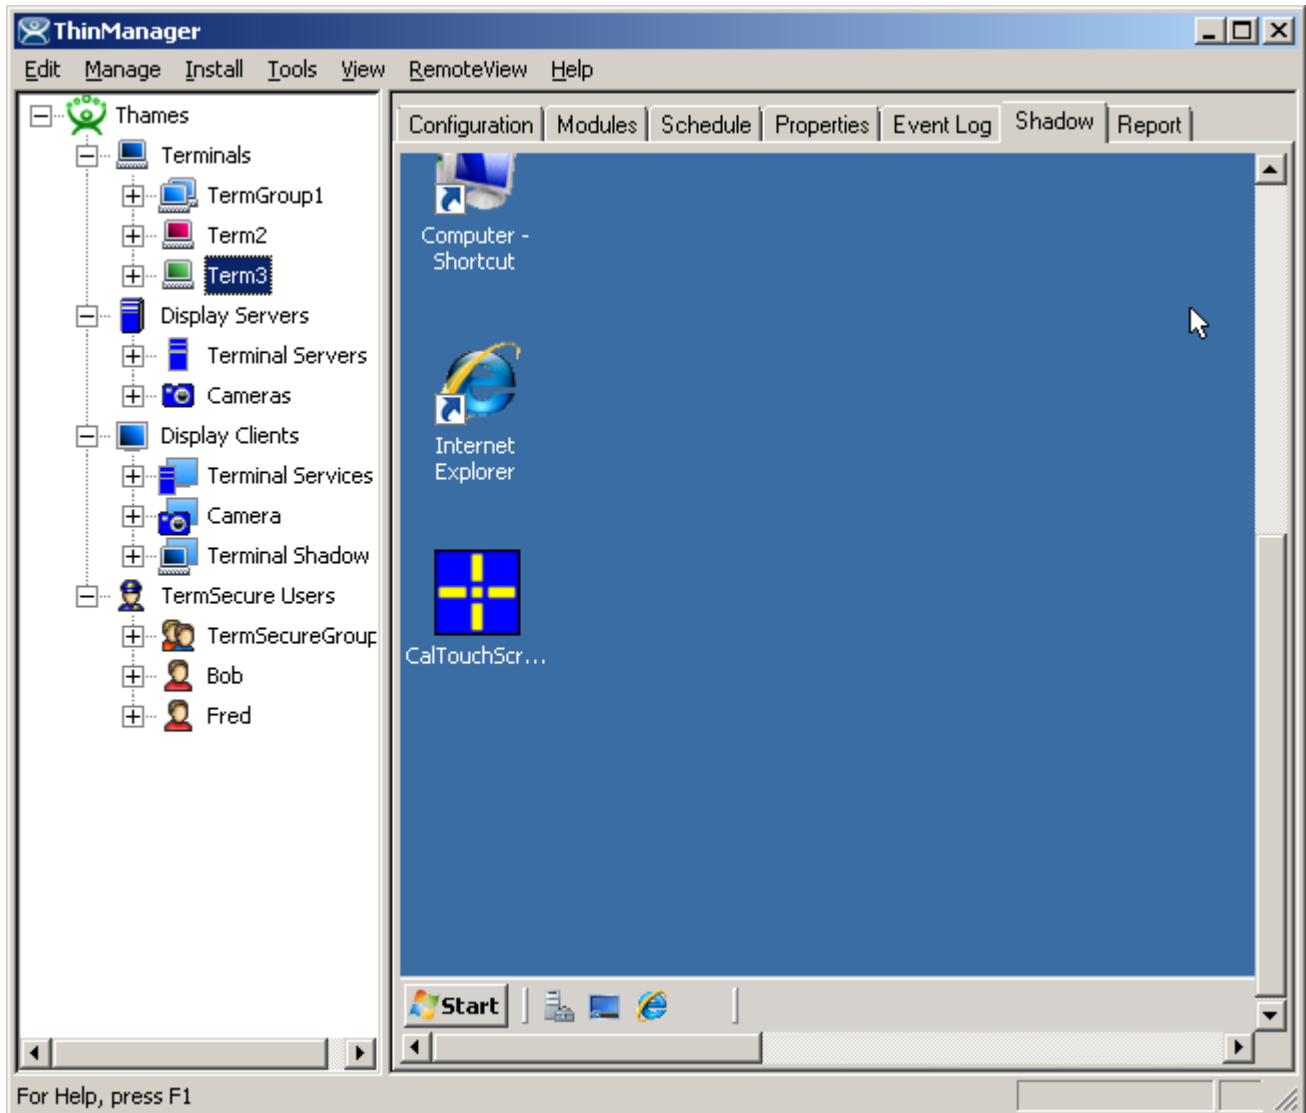 ThinManager
Edit Manage Install Tools View RemoteView Help
Thames
Terminals
TermGroup1
Term2
Term3
Display Servers
Terminal Servers
Cameras
Display Clients
Terminal Services
Camera
Terminal Shadow
TermSecure Users
TermSecureGroup
Bob
Fred
Configuration Modules Schedule Properties Event Log Shadow Report
Computer -
Shortcut
Internet
Explorer
CalTouchScr...
Start
For Help, press F1